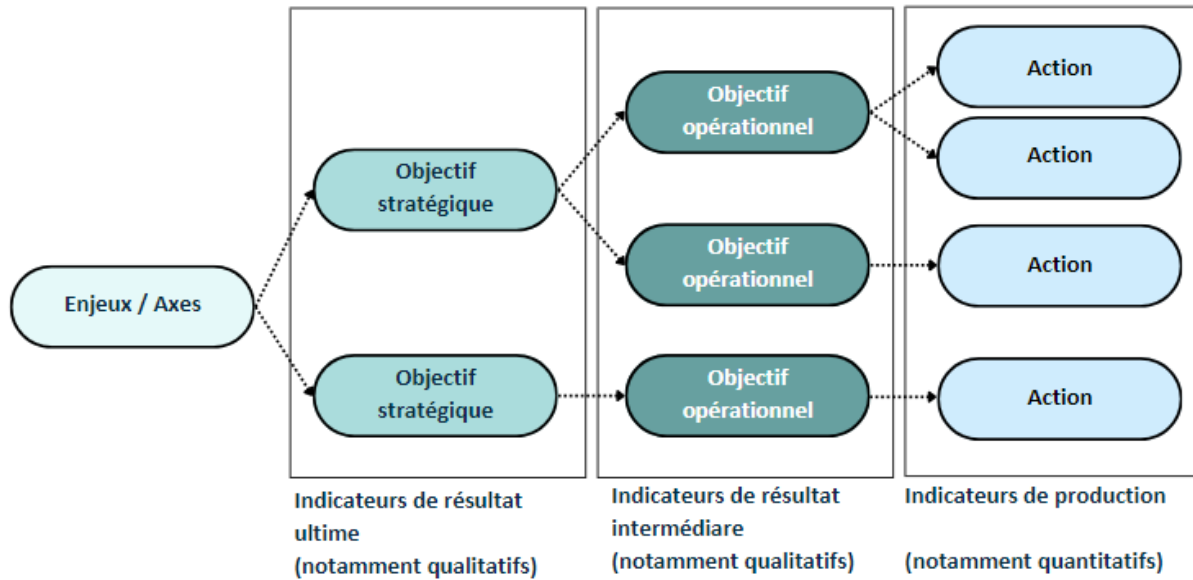 Enjeux / Axes
Objectif
stratégique
Objectif
stratégique
Objectif
opérationnel
Objectif
opérationnel
Objectif
opérationnel
Action
Action
Action
Action
Indicateurs de résultat
ultime
(notamment qualitatifs)
Indicateurs de résultat
intermédiare
(notamment qualitatifs)
Indicateurs de production
(notamment quantitatifs)